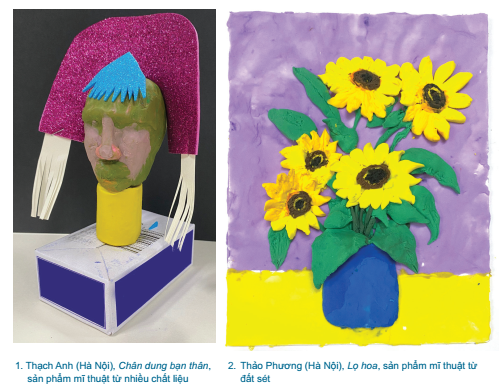 1. Thạch Anh (Hà Nội), Chân dung bạn thân,
sản phẩm mĩ thuật từ nhiều chất liệu
2. Thảo Phương (Hà Nội), Lọ hoa, sản phẩm mĩ thuật từ
đất sét